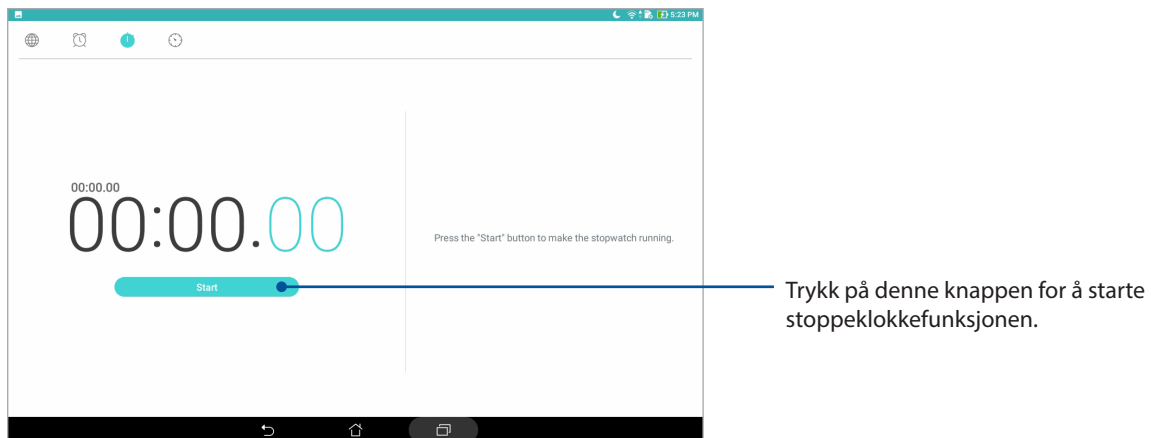 5:23 PM
00:00.00
00:00.00
Start
Press the "Start" button to make the stopwatch running.
Trykk på denne knappen for å starte
stoppeklokkefunksjonen.